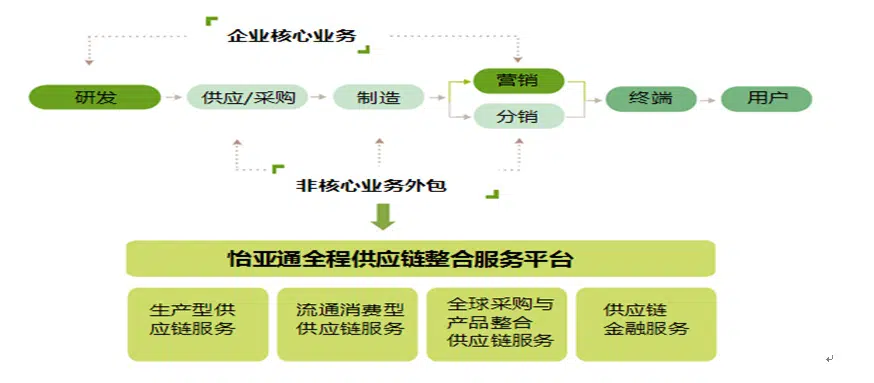 企业核心业务
研发
供应/采购
制造
营销
分销
终端
用户
非核心业务外包
怡亚通全程供应链整合服务平台
生产型供
应链服务
流通消费型
供应链服务
全球采购与
产品整合
供应链服务
供应链
金融服务